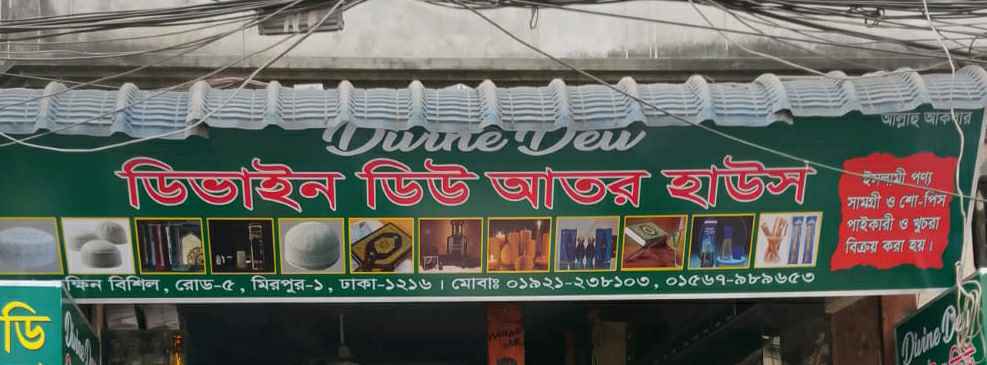 আল্লাহু আকবার
Divine Dew
ডিভাইন ডিউ আতর হাউস
ইসলামী পণ্য
সামগ্রী ও শো-পিস
পাইকারী ও খুচরা
বিক্রয় করা হয়।
ক্ষিন বিশিল, রোড-৫, মিরপুর-১, ঢাকা-১২১৬। মোবাঃ ০১৯২১-২৩৮১০৩, ০১৫৬৭-৯৮৯৬৫৩
ডি
Divine De